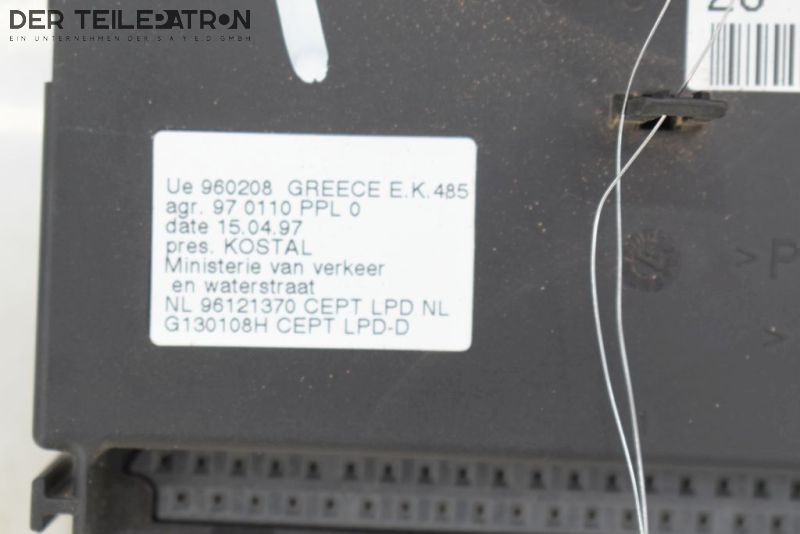 DER TEILEPATRON
EIN UNTERNEHMEN DER S A Y E D GMBH
Ue 960208 GREECE E.K.485
agr. 97 0110 PPL 0
date 15.04.97
pres. KOSTAL
Ministerie van verkeer
en waterstraat
NL 96121370 CEPT LPD NL
G130108H CEPT LPD-D
>P
>